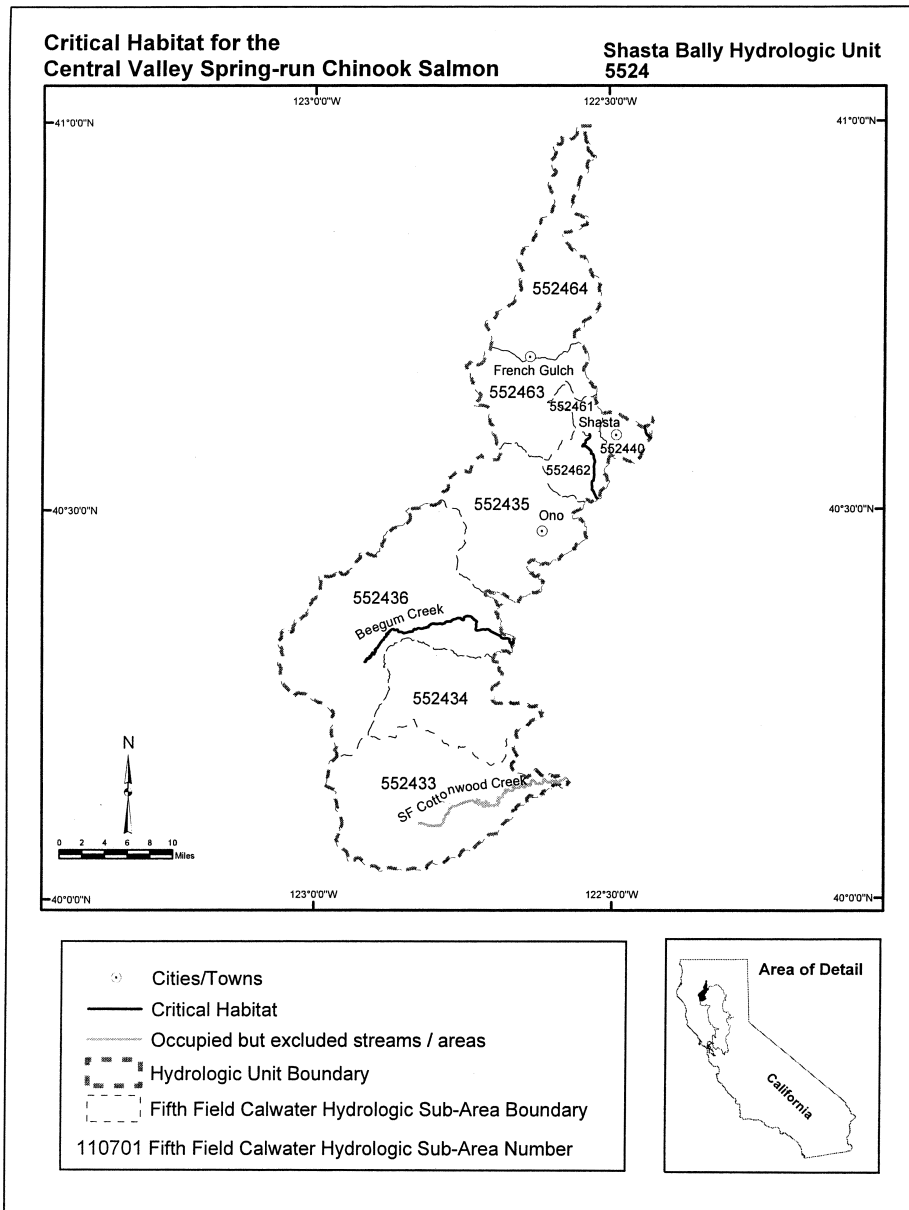 Critical Habitat for the
Central Valley Spring-run Chinook Salmon
Shasta Bally Hydrologic Unit
5524
123°0'0"W
122°30'0"W
41°0'0"N
41°0'0"N
552464
French Gulch
552463
552461
Shasta
552440
552462
552435
Ono
40°30'0"N
40°30'0"N
552436
Beegum Creek
552434
N
552433
SF Cottonwood Creek
0 2 4 6 8 10
Miles
40°0'0"N
40°0'0"N
123°0'0"W
122°30'0"W
Cities/Towns
Critical Habitat
Occupied but excluded streams / areas
Hydrologic Unit Boundary
Fifth Field Calwater Hydrologic Sub-Area Boundary
110701 Fifth Field Calwater Hydrologic Sub-Area Number
Area of Detail
California